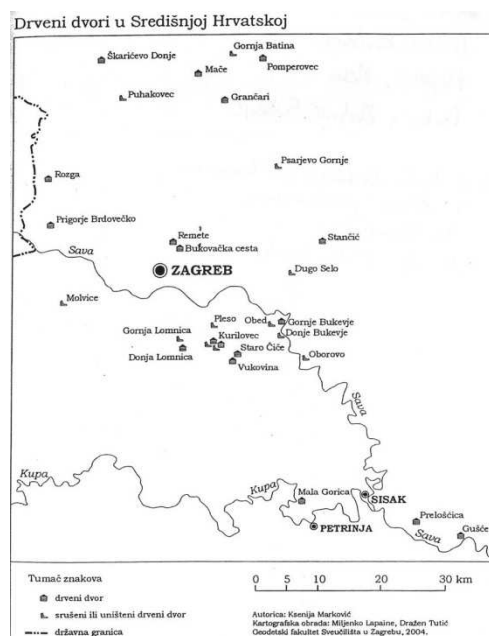 Drveni dvori u Središnjoj Hrvatskoj
Gornja Batina
Škarićevo Donje
Pomperovec
Mače
Puhakovec
Grančari
Psarjevo Gornje
Rozga
Prigorje Brdovečko
Remete
Stančić
Bukovačka cesta
Sava
ZAGREB
Dugo Selo
Molvice
Pleso
Obed
Gornje Bukevje
Gornja Lomnica
Donje Bukevje
Kurilovec
Staro Čiče
Donja Lomnica
Oborovo
Vukovina
Sava
Kupa
Kupa
Mala Gorica
SISAK
Prelošćica
PETRINJA
Sava
Gušće
Tumač znakova
0 5 10 20 30 km
drveni dvor
srušeni ili uništeni drveni dvor
državna granica
Autorica: Ksenija Marković
Kartografska obrada: Miljenko Lapaine, Dražen Tutić
Geodetski fakultet Sveučilišta u Zagrebu, 2004.